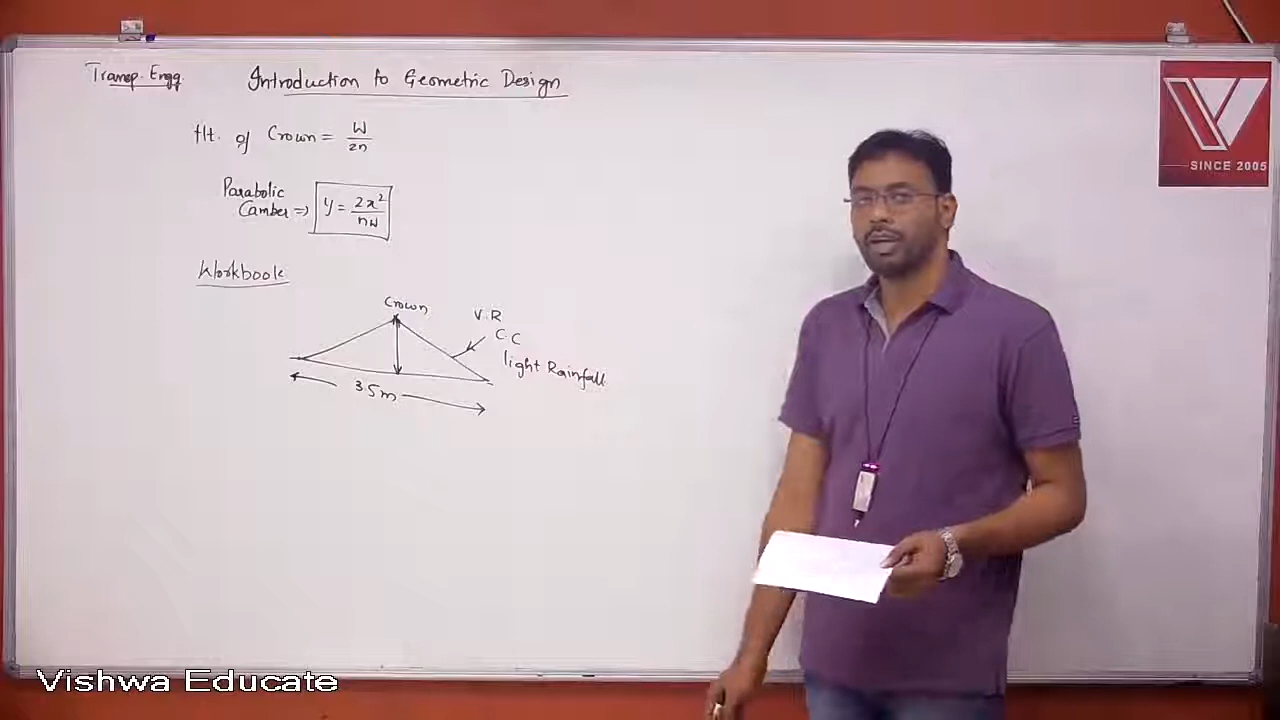 Transp. Engg. Introduction to Geometric Design
Ht. of Crown = W/2n
Parabolic
Camber => y = 2x²/nW
Workbook
Crown
V.R
C.C
light Rainfall
3.5m
SINCE 2005
Vishwa Educate